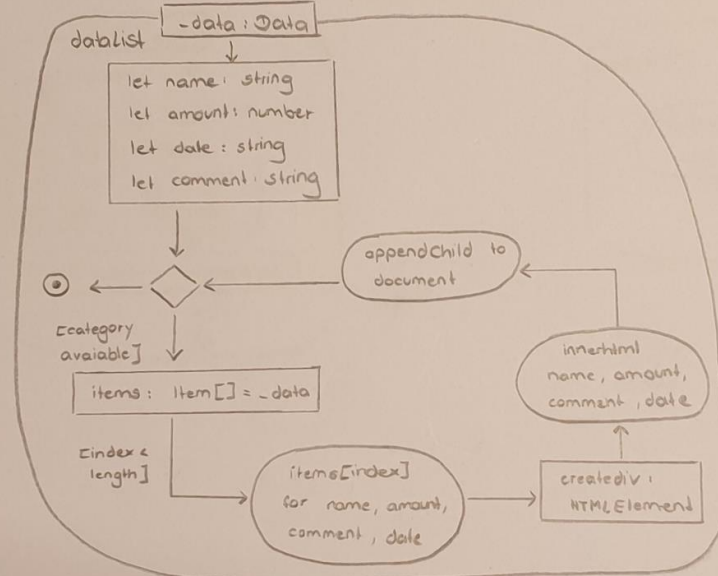 _data : Data
dataList
let name: string
let amount: number
let date : string
let comment: string
appendChild to
document
[category
avaiable]
items : Item[] = _data
innerhtml
name, amount,
comment, date
[index <
length]
items[index]
for name, amount,
comment, date
creatediv :
HTMLElemend